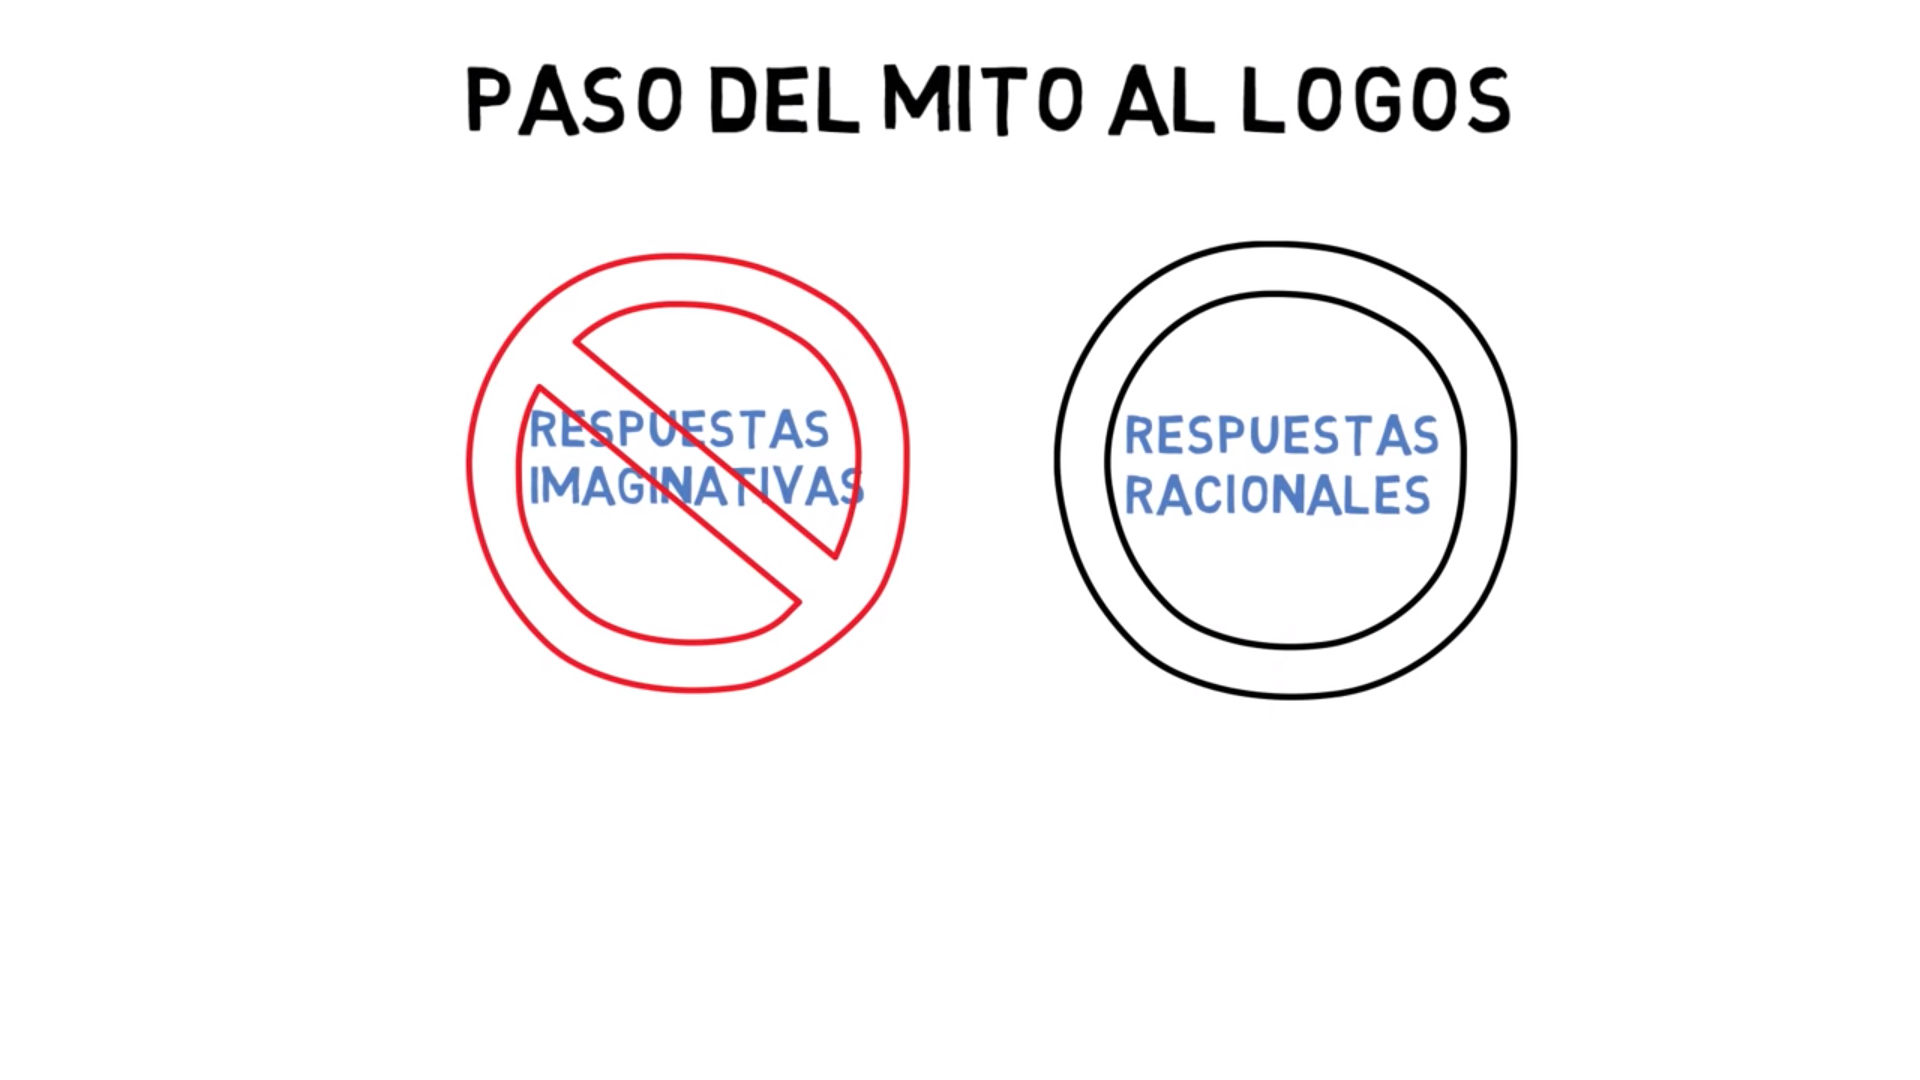 PASO DEL MITO AL LOGOS
RESPUESTAS
IMAGINATIVAS
RESPUESTAS
RACIONALES